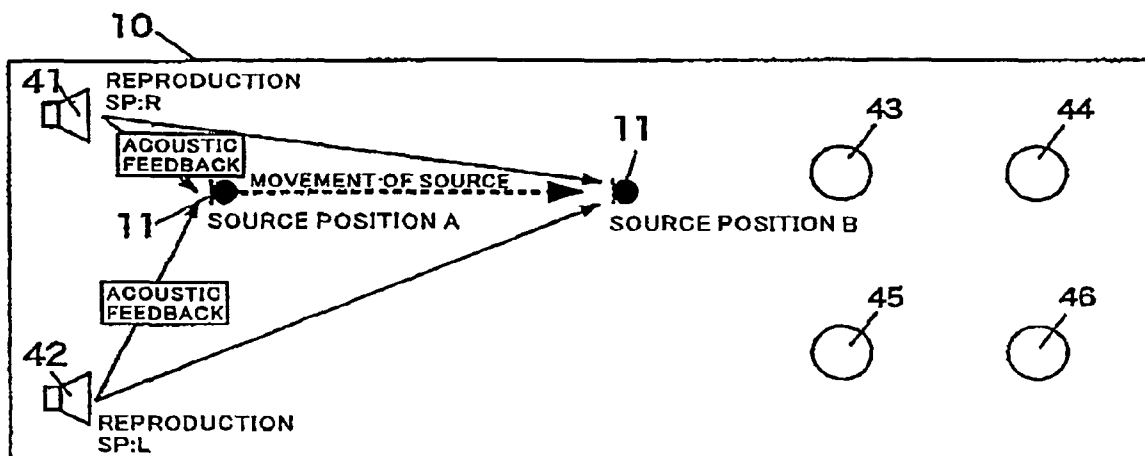 10
41
REPRODUCTION
SP:R
ACOUSTIC
FEEDBACK
MOVEMENT OF SOURCE
11
43
44
11
SOURCE POSITION A
SOURCE POSITION B
ACOUSTIC
FEEDBACK
45
46
42
REPRODUCTION
SP:L